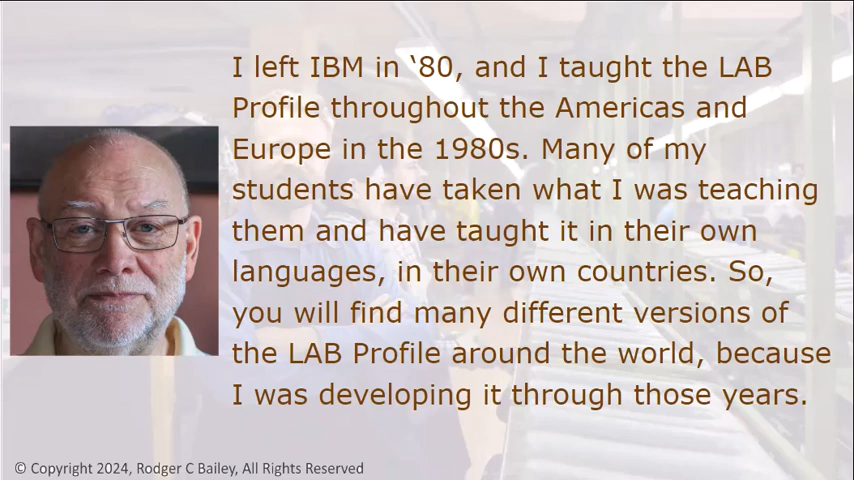 I left IBM in ‘80, and I taught the LAB
Profile throughout the Americas and
Europe in the 1980s. Many of my
students have taken what I was teaching
them and have taught it in their own
languages, in their own countries. So,
you will find many different versions of
the LAB Profile around the world, because
I was developing it through those years.
© Copyright 2024, Rodger C Bailey, All Rights Reserved